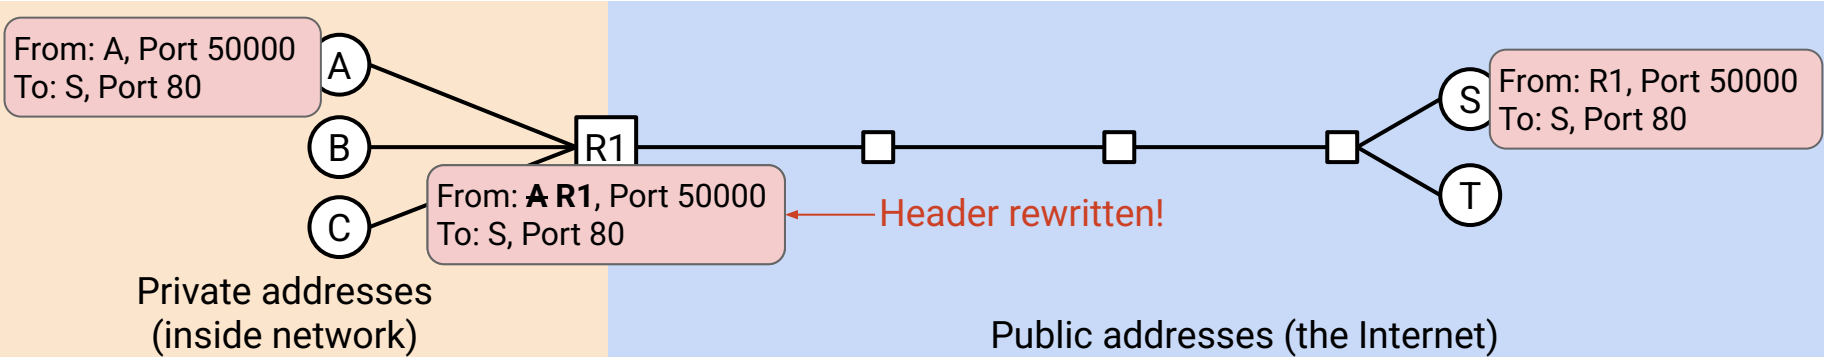 From: A, Port 50000
To: S, Port 80
A
B
C
R1
From: A R1, Port 50000
To: S, Port 80
Header rewritten!
S
T
From: R1, Port 50000
To: S, Port 80
Private addresses
(inside network)
Public addresses (the Internet)